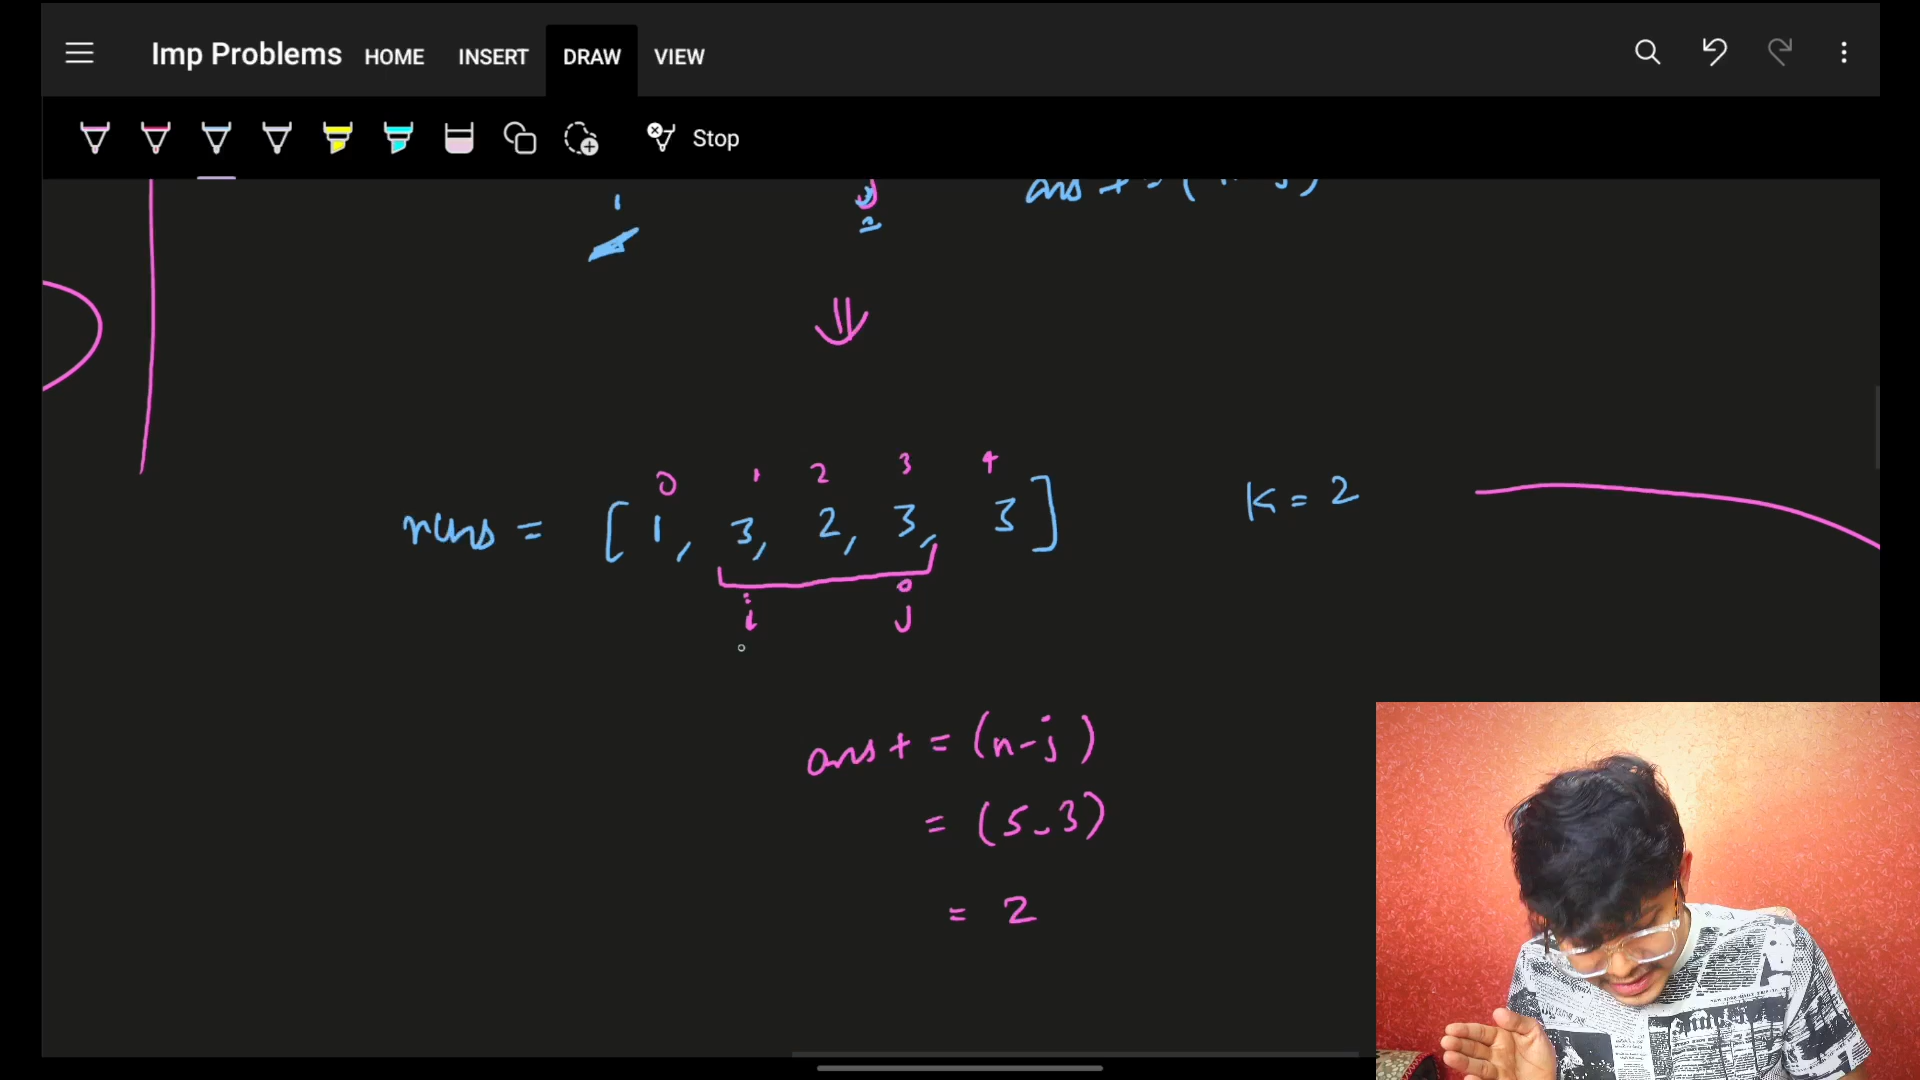 Imp Problems HOME INSERT DRAW VIEW
Stop
ans + = (n-j)
0 1 2 3 4
nums = [1, 3, 2, 3, 3] K = 2
i j
ans + = (n-j)
= (5-3)
= 2